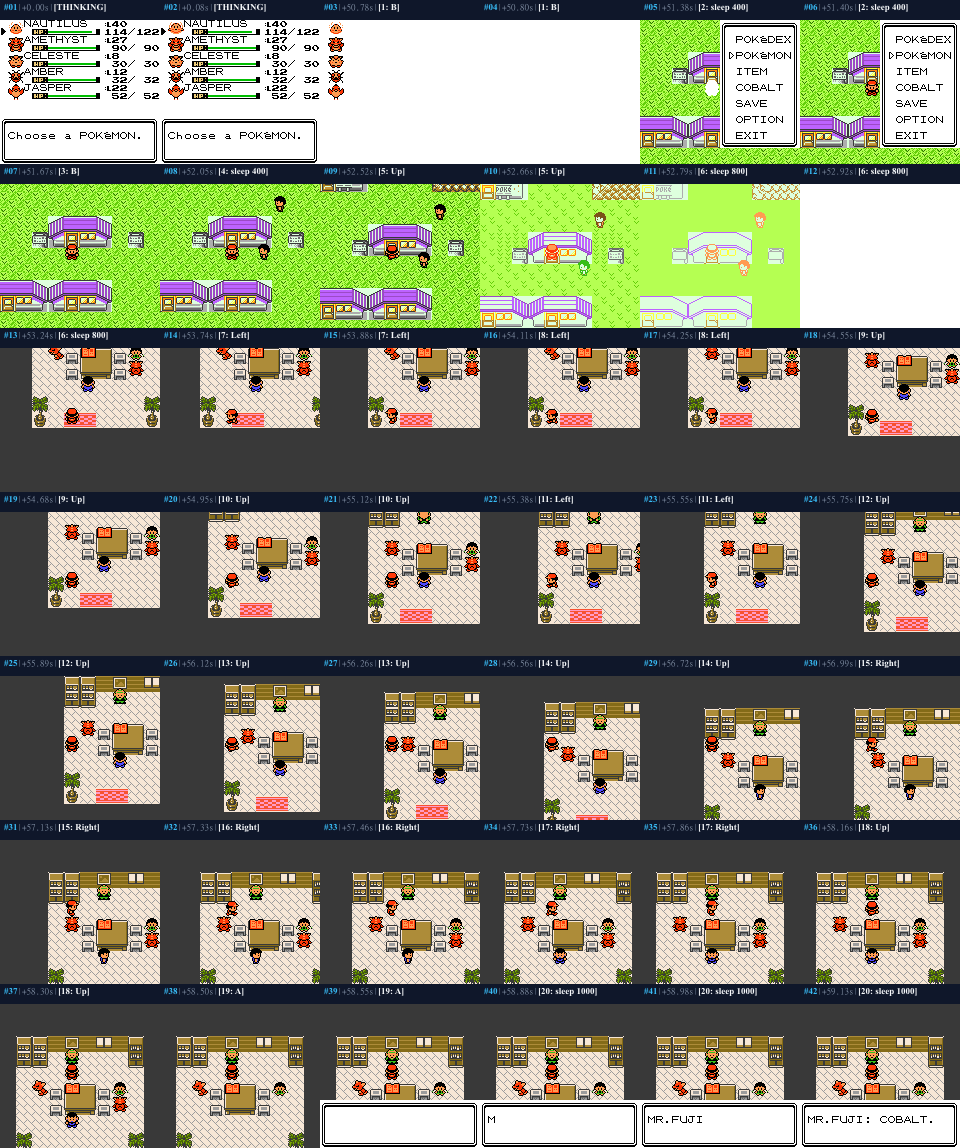 #01|+0.00s|[THINKING]
#02|+0.08s|[THINKING]
#03|+50.78s|[1: B]
#04|+50.80s|[1: B]
#05|+51.38s|[2: sleep 400]
#06|+51.40s|[2: sleep 400]
NAUTILUS :L40
HP: 114/122
AMETHYST :L27
HP: 90/ 90
CELESTE :L8
HP: 30/ 30
AMBER :L12
HP: 32/ 32
JASPER :L22
HP: 52/ 52
Choose a POKéMON.
NAUTILUS :L40
HP: 114/122
AMETHYST :L27
HP: 90/ 90
CELESTE :L8
HP: 30/ 30
AMBER :L12
HP: 32/ 32
JASPER :L22
HP: 52/ 52
Choose a POKéMON.
POKéDEX
▷POKéMON
ITEM
COBALT
SAVE
OPTION
EXIT
POKéDEX
▷POKéMON
ITEM
COBALT
SAVE
OPTION
EXIT
#07|+51.67s|[3: B]
#08|+52.05s|[4: sleep 400]
#09|+52.52s|[5: Up]
#10|+52.66s|[5: Up]
#11|+52.79s|[6: sleep 800]
#12|+52.92s|[6: sleep 800]
POKé
#13|+53.24s|[6: sleep 800]
#14|+53.74s|[7: Left]
#15|+53.88s|[7: Left]
#16|+54.11s|[8: Left]
#17|+54.25s|[8: Left]
#18|+54.55s|[9: Up]
#19|+54.68s|[9: Up]
#20|+54.95s|[10: Up]
#21|+55.12s|[10: Up]
#22|+55.38s|[11: Left]
#23|+55.55s|[11: Left]
#24|+55.75s|[12: Up]
#25|+55.89s|[12: Up]
#26|+56.12s|[13: Up]
#27|+56.26s|[13: Up]
#28|+56.56s|[14: Up]
#29|+56.72s|[14: Up]
#30|+56.99s|[15: Right]
#31|+57.13s|[15: Right]
#32|+57.33s|[16: Right]
#33|+57.46s|[16: Right]
#34|+57.73s|[17: Right]
#35|+57.86s|[17: Right]
#36|+58.16s|[18: Up]
#37|+58.30s|[18: Up]
#38|+58.50s|[19: A]
#39|+58.55s|[19: A]
#40|+58.88s|[20: sleep 1000]
#41|+58.98s|[20: sleep 1000]
#42|+59.13s|[20: sleep 1000]
M
MR.FUJI
MR.FUJI: COBALT.